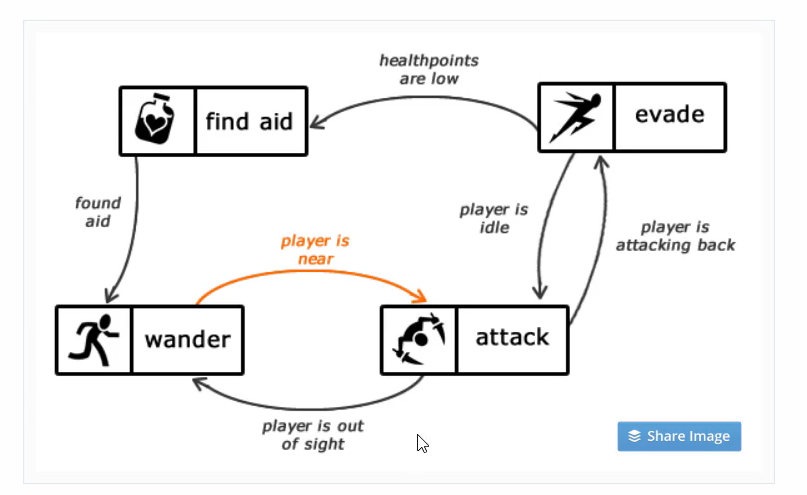 healthpoints
are low
find aid
evade
found
aid
player is
idle
player is
attacking back
player is
near
wander
attack
player is out
of sight
Share Image